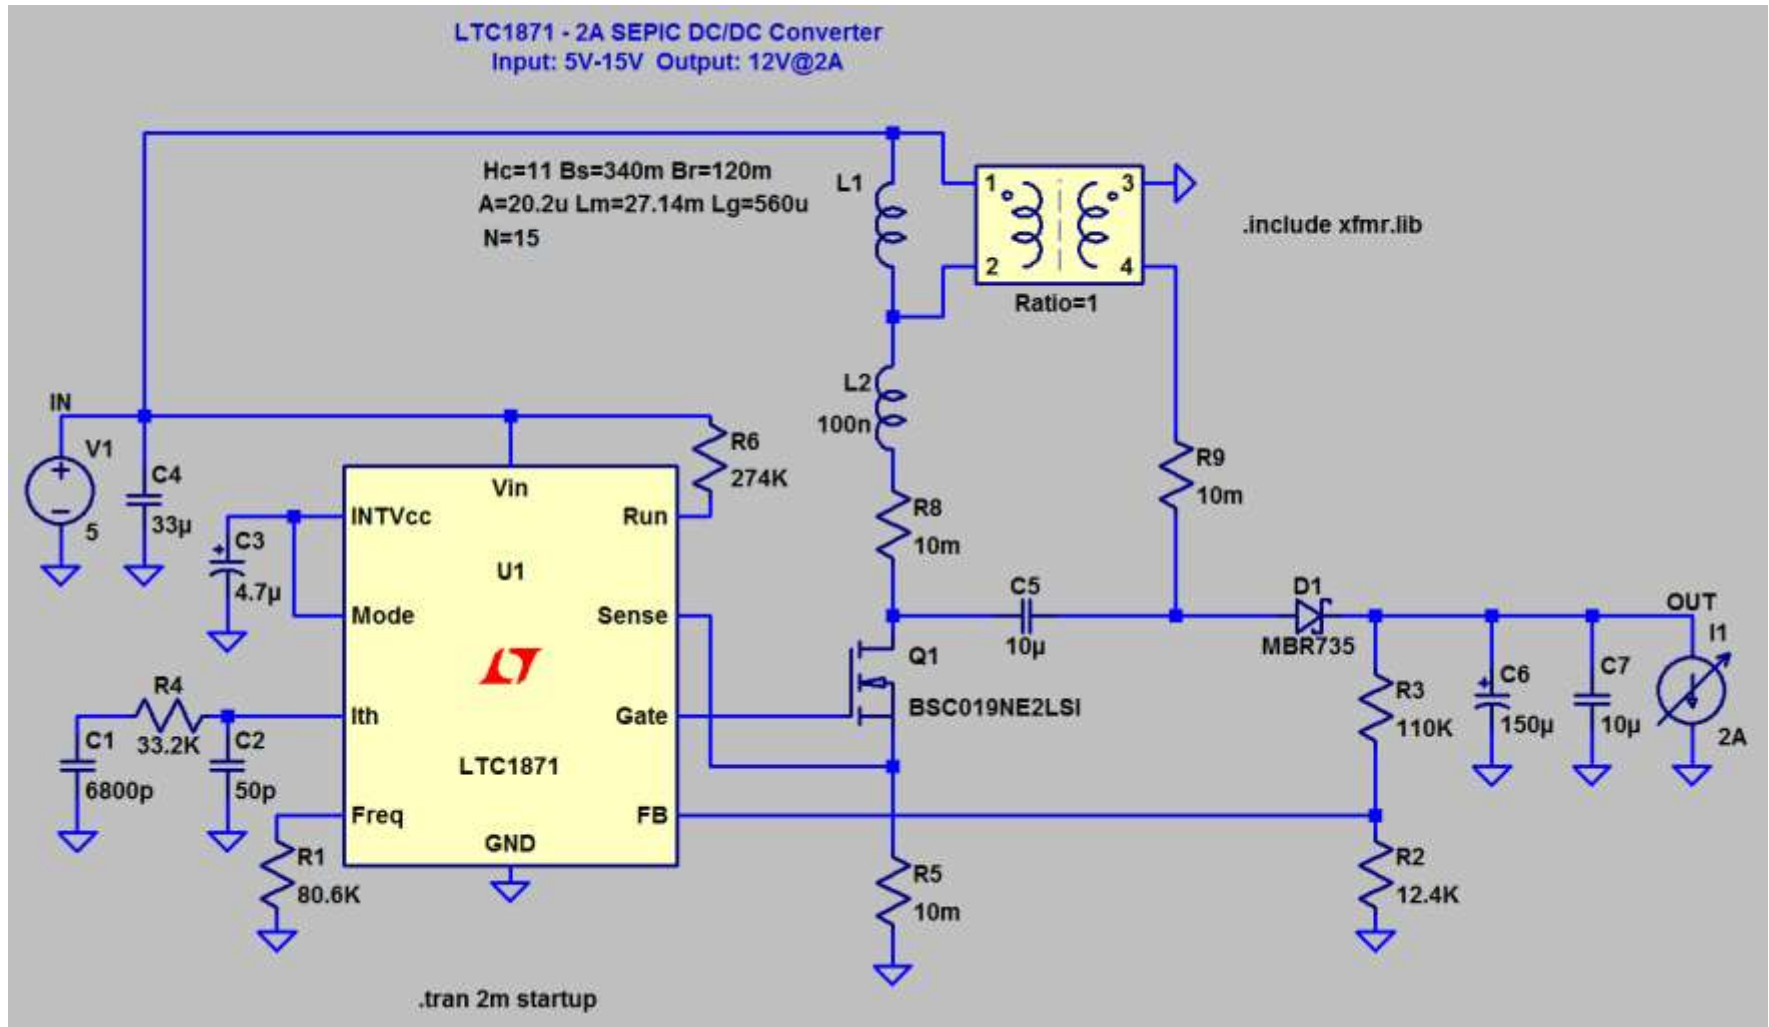 LTC1871 - 2A SEPIC DC/DC Converter
Input: 5V-15V  Output: 12V@2A
Hc=11 Bs=340m Br=120m
A=20.2u Lm=27.14m Lg=560u
N=15
L1
1
3
2
4
Ratio=1
.include xfmr.lib
L2
100n
IN
V1
5
C4
33µ
R6
274K
R9
10m
Vin
INTVcc
Run
C3
4.7µ
U1
R8
10m
Mode
Sense
C5
10µ
D1
MBR735
OUT
I1
2A
Q1
BSC019NE2LSI
R4
33.2K
Ith
Gate
R3
110K
C6
150µ
C7
10µ
C1
6800p
C2
50p
LTC1871
Freq
FB
GND
R1
80.6K
R5
10m
R2
12.4K
.tran 2m startup